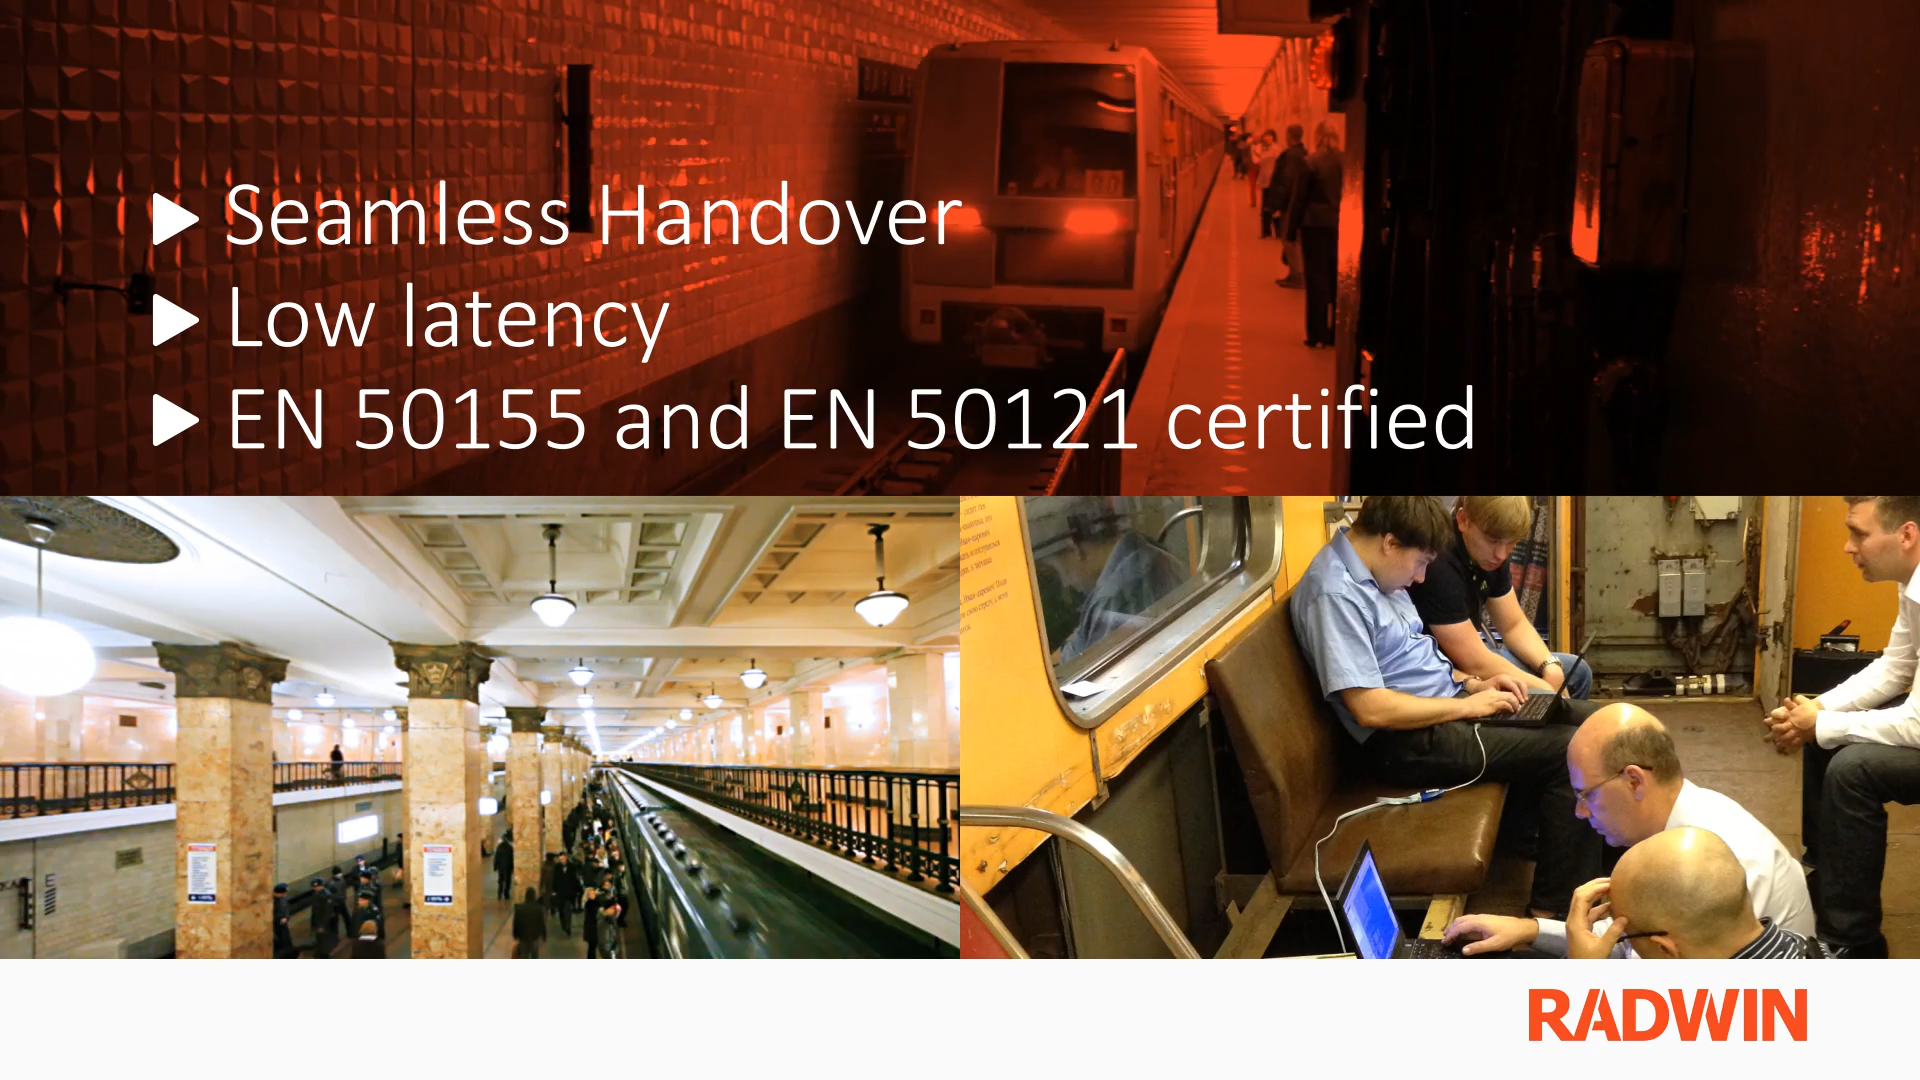 Seamless Handover
Low latency
EN 50155 and EN 50121 certified
RADWIN